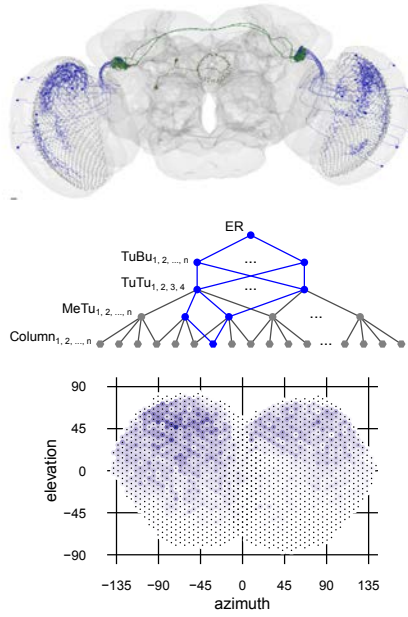 ER
TuBu1, 2, ..., n
...
TuTu1, 2, 3, 4
...
MeTu1, 2, ..., n
...
Column1, 2, ..., n
...
90
45
0
−45
−90
elevation
−135 −90 −45 0 45 90 135
azimuth